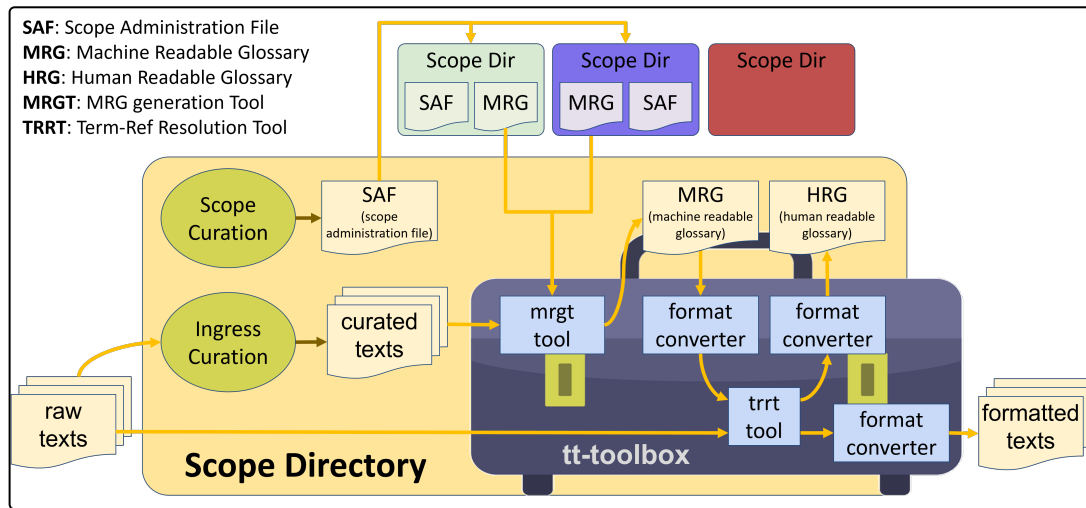 SAF: Scope Administration File
MRG: Machine Readable Glossary
HRG: Human Readable Glossary
MRGT: MRG generation Tool
TRRT: Term-Ref Resolution Tool
Scope Dir
SAF
MRG
Scope Dir
MRG
SAF
Scope Dir
Scope
Curation
SAF
(scope
administration file)
MRG
(machine readable
glossary)
HRG
(human readable
glossary)
Ingress
Curation
curated
texts
mrgt
tool
format
converter
format
converter
raw
texts
trrt
tool
format
converter
formatted
texts
Scope Directory
tt-toolbox